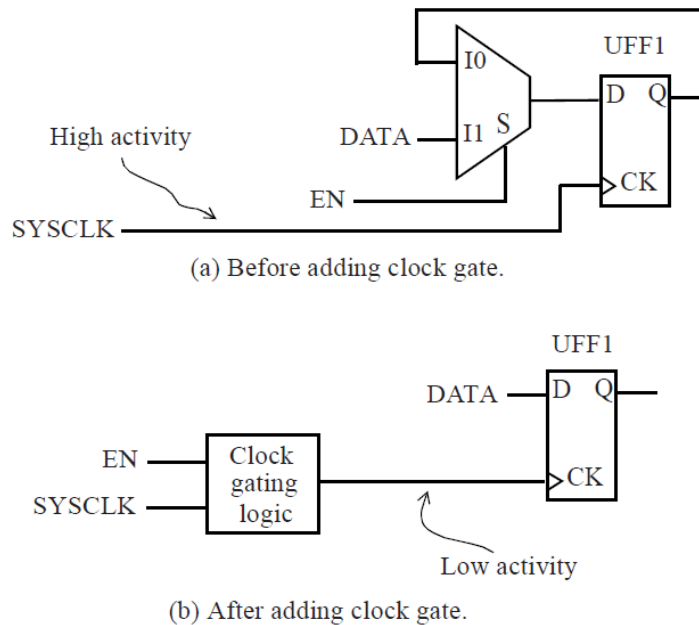 UFF1
I0
D Q
High activity
DATA
I1 S
CK
EN
SYSCLK
(a) Before adding clock gate.
UFF1
DATA
D Q
EN
Clock
gating
logic
CK
SYSCLK
Low activity
(b) After adding clock gate.